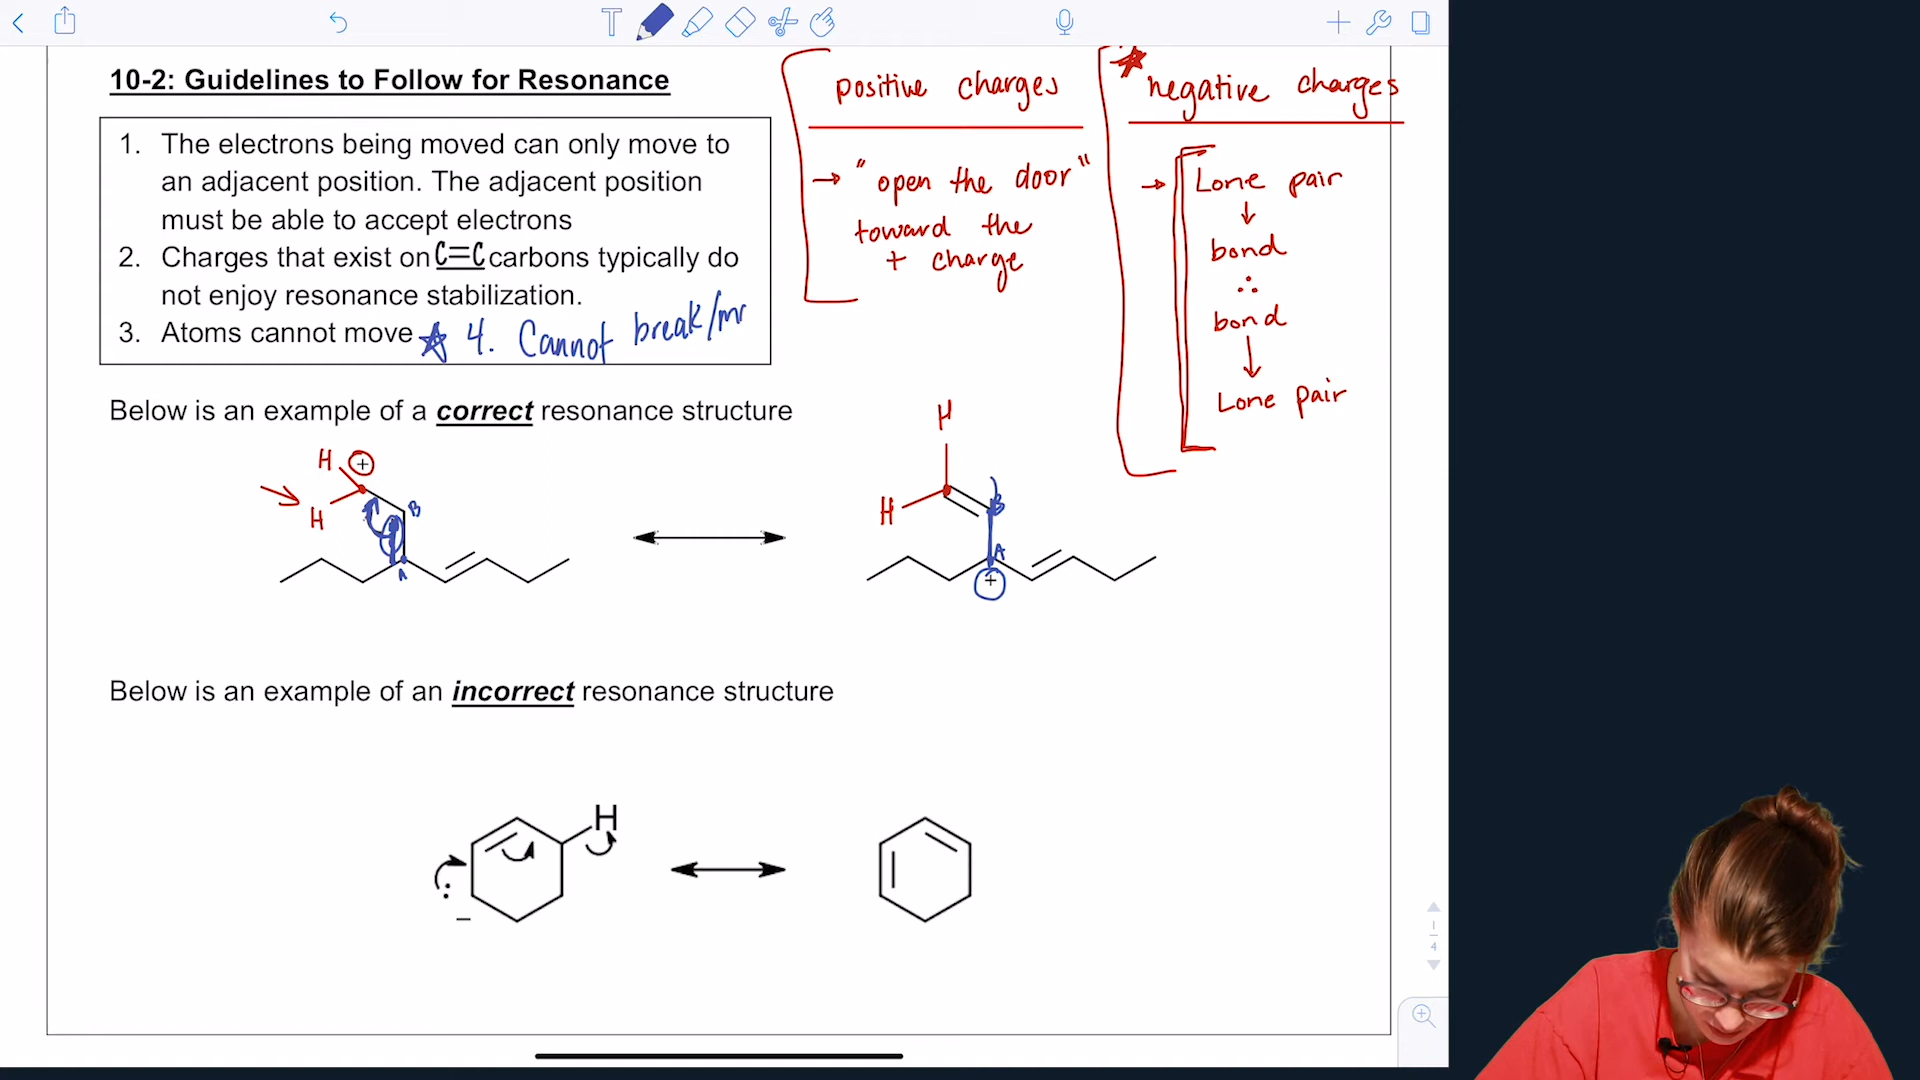 10-2: Guidelines to Follow for Resonance
1. The electrons being moved can only move to
an adjacent position. The adjacent position
must be able to accept electrons
2. Charges that exist on C=C carbons typically do
not enjoy resonance stabilization.
3. Atoms cannot move ☆ 4. Cannot break/
positive charges
→ "open the door"
toward the
+ charge
★ negative charges
→ Lone pair
↓
bond
∴
bond
↓
Lone pair
Below is an example of a correct resonance structure
H +
H
B
A
H
H
B
A
+
Below is an example of an incorrect resonance structure
H
:
–
T
1
4